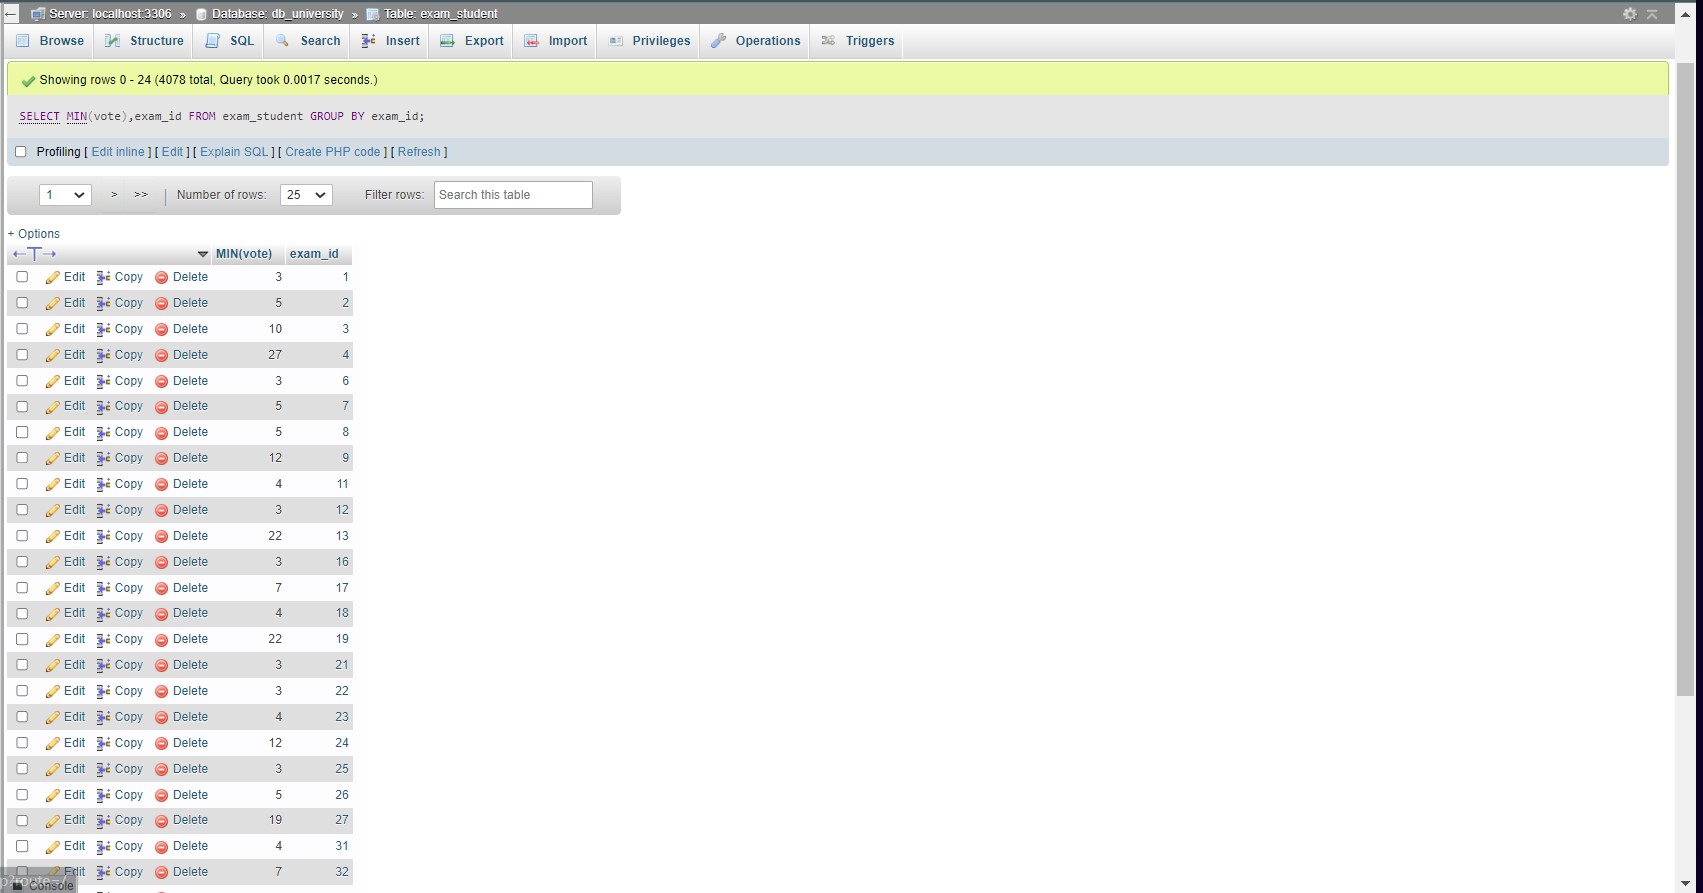 Server: localhost:3306 » Database: db_university » Table: exam_student
Browse Structure SQL Search Insert Export Import Privileges Operations Triggers
Showing rows 0 - 24 (4078 total, Query took 0.0017 seconds.)
SELECT MIN(vote),exam_id FROM exam_student GROUP BY exam_id;
Profiling [ Edit inline ] [ Edit ] [ Explain SQL ] [ Create PHP code ] [ Refresh ]
1 > >> Number of rows: 25 Filter rows: Search this table
+ Options
←T→ MIN(vote) exam_id
Edit Copy Delete 3 1
Edit Copy Delete 5 2
Edit Copy Delete 10 3
Edit Copy Delete 27 4
Edit Copy Delete 3 6
Edit Copy Delete 5 7
Edit Copy Delete 5 8
Edit Copy Delete 12 9
Edit Copy Delete 4 11
Edit Copy Delete 3 12
Edit Copy Delete 22 13
Edit Copy Delete 3 16
Edit Copy Delete 7 17
Edit Copy Delete 4 18
Edit Copy Delete 22 19
Edit Copy Delete 3 21
Edit Copy Delete 3 22
Edit Copy Delete 4 23
Edit Copy Delete 12 24
Edit Copy Delete 3 25
Edit Copy Delete 5 26
Edit Copy Delete 19 27
Edit Copy Delete 4 31
Edit Copy Delete 7 32
Console